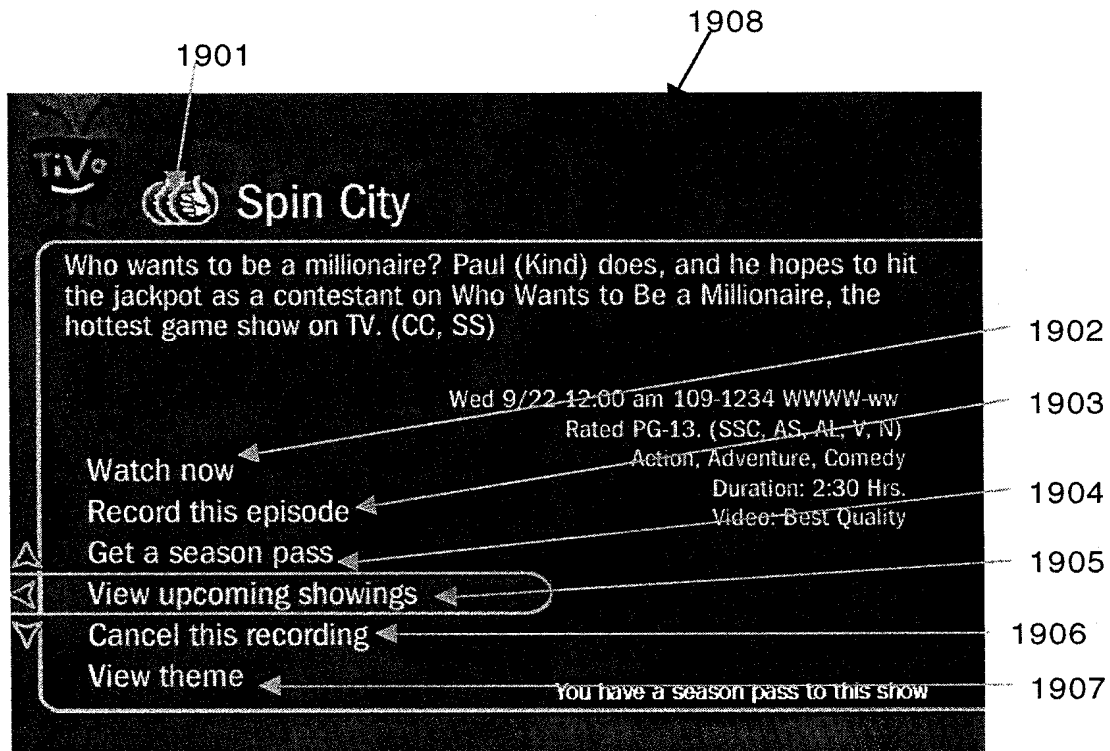 1908
1901
TiVo
Spin City
Who wants to be a millionaire? Paul (Kind) does, and he hopes to hit
the jackpot as a contestant on Who Wants to Be a Millionaire, the
hottest game show on TV. (CC, SS)
1902
Wed 9/22 12:00 am 109-1234 WWWW-ww
1903
Rated PG-13. (SSC, AS, AL, V, N)
Action, Adventure, Comedy
Watch now
Duration: 2:30 Hrs.
1904
Record this episode
Video: Best Quality
Get a season pass
1905
View upcoming showings
Cancel this recording
1906
View theme
You have a season pass to this show
1907